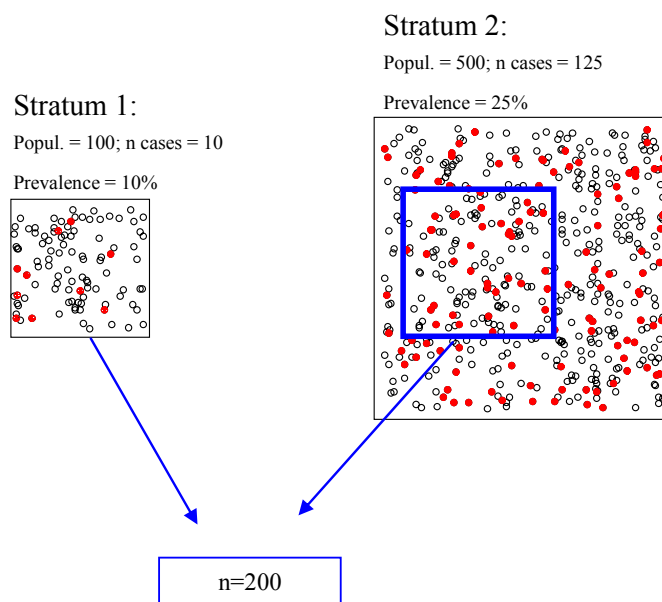 Stratum 1:
Popul. = 100; n cases = 10
Prevalence = 10%
Stratum 2:
Popul. = 500; n cases = 125
Prevalence = 25%
n=200